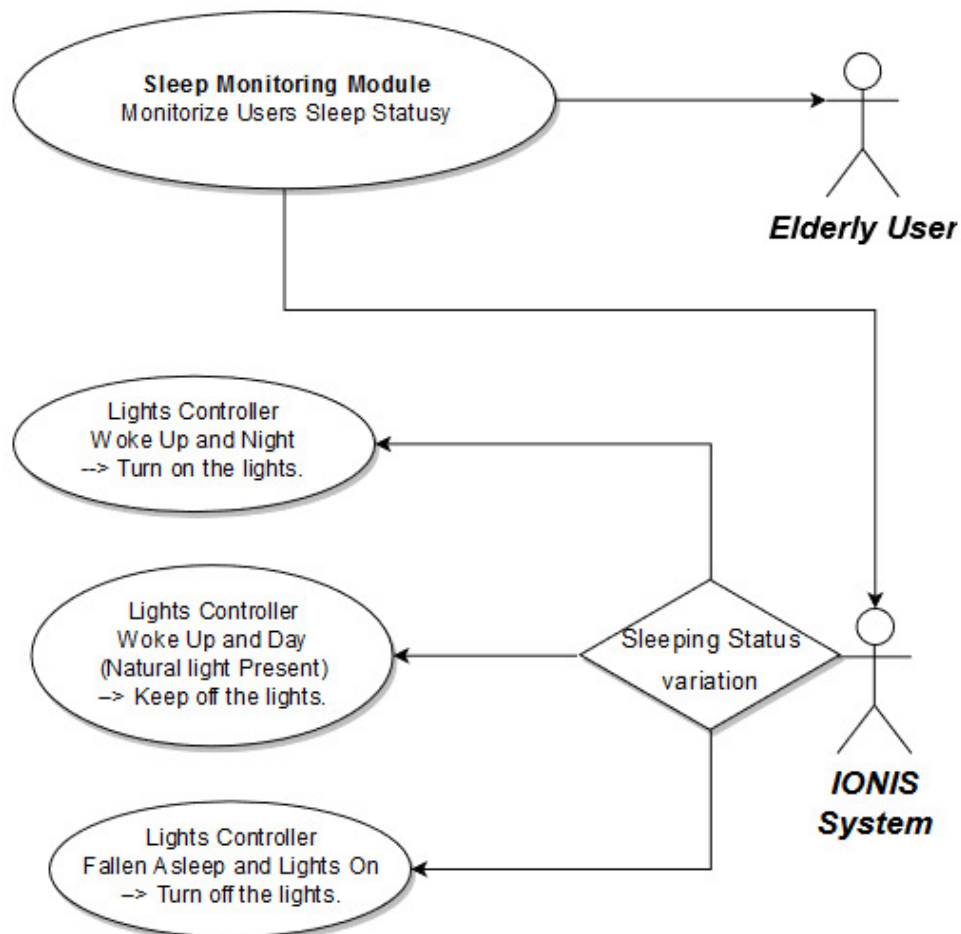 Sleep Monitoring Module
Monitorize Users Sleep Statusy
Elderly User
Lights Controller
Woke Up and Night
--> Turn on the lights.
Lights Controller
Woke Up and Day
(Natural light Present)
--> Keep off the lights.
Sleeping Status
variation
IONIS
System
Lights Controller
Fallen Asleep and Lights On
--> Turn off the lights.